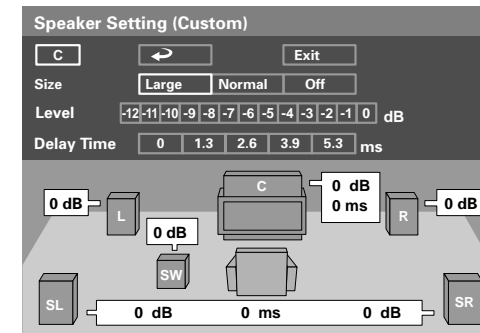 Speaker Setting (Custom)
C Exit
Size Large Normal Off
Level -12 -11 -10 -9 -8 -7 -6 -5 -4 -3 -2 -1 0 dB
Delay Time 0 1.3 2.6 3.9 5.3 ms
C 0 dB
0 ms
0 dB L R 0 dB
0 dB
SW
SL 0 dB 0 ms 0 dB SR